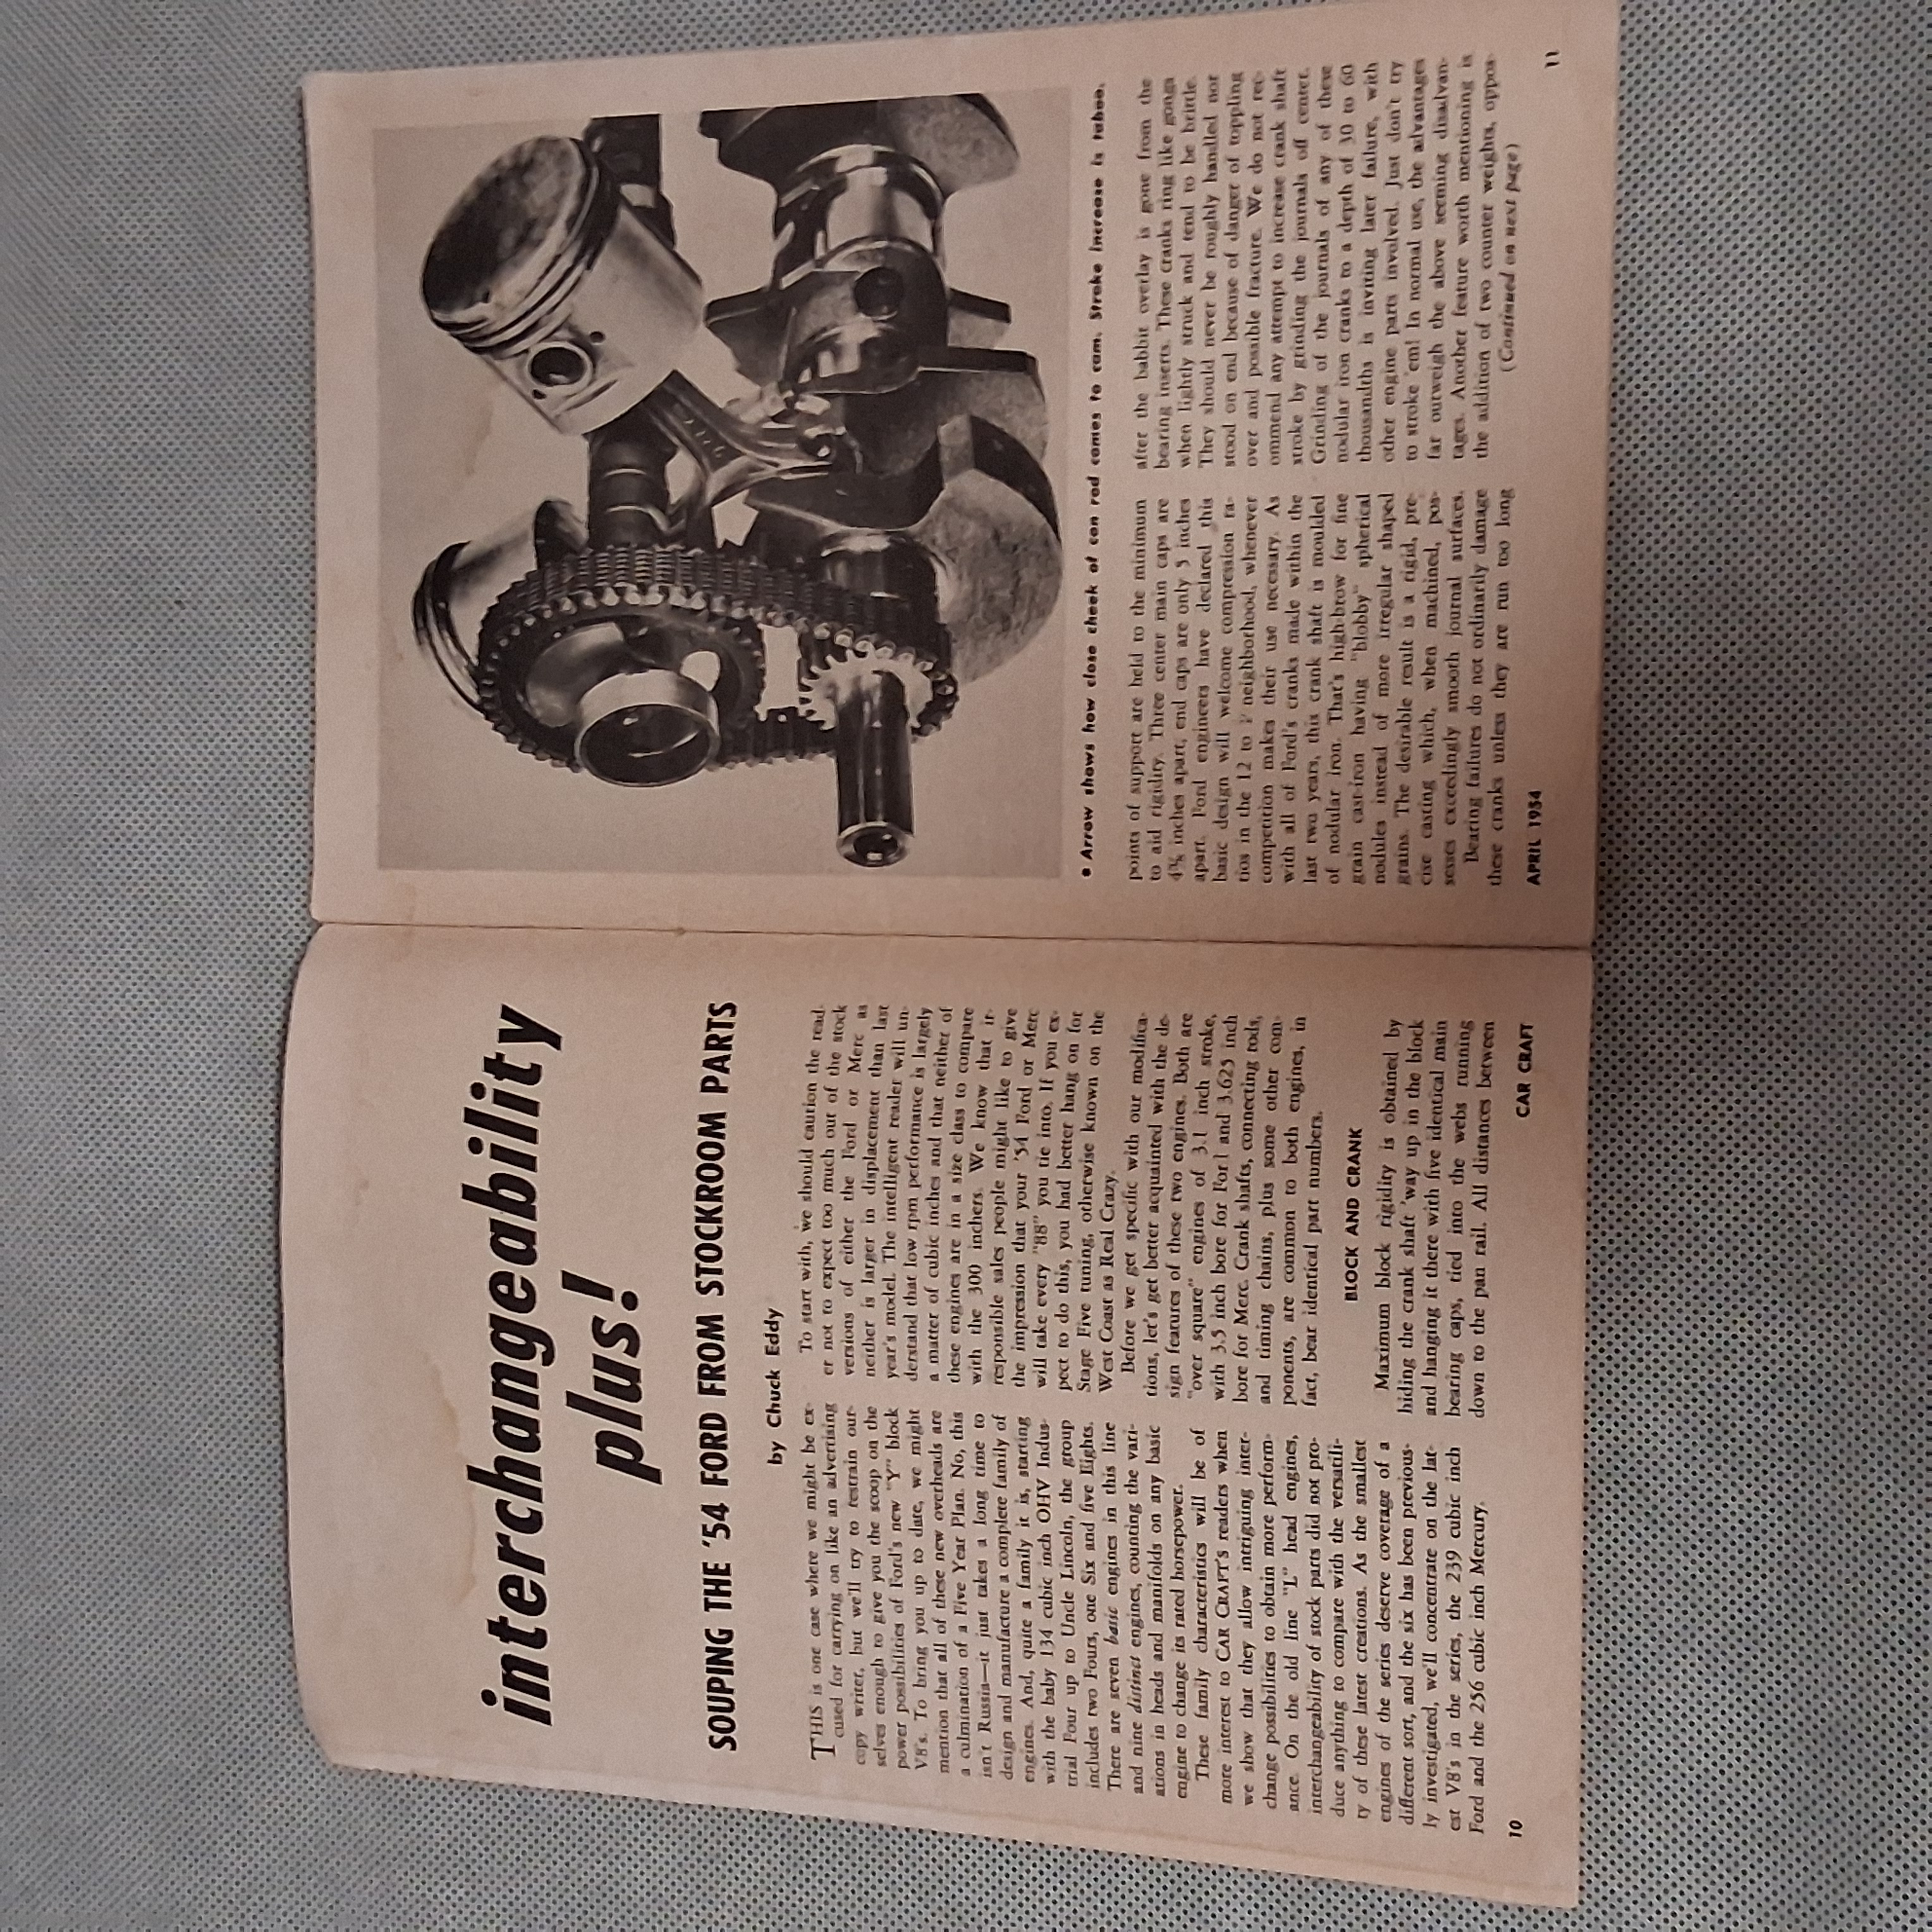 interchangeability
plus!
SOUPING THE '54 FORD FROM STOCKROOM PARTS
by Chuck Eddy
THIS is one case where we might be ex-
cused for carrying on like an advertising
copy writer, but we'll try to restrain our-
selves enough to give you the scoop on the
power possibilities of Ford's new "Y" block
V8's. To bring you up to date, we might
mention that all of these new overheads are
a culmination of a Five Year Plan. No, this
isn't Russia—it just takes a long time to
design and manufacture a complete family of
engines. And, quite a family it is, starting
with the baby 134 cubic inch OHV Indus-
trial Four up to Uncle Lincoln, the group
includes two Fours, one Six and five Eights.
There are seven basic engines in this line
and nine distinct engines, counting the vari-
ations in heads and manifolds on any basic
engine to change its rated horsepower.
These family characteristics will be of
more interest to CAR CRAFT'S readers when
we show that they allow intriguing inter-
change possibilities to obtain more perform-
ance. On the old line "L" head engines,
interchangeability of stock parts did not pro-
duce anything to compare with the versatili-
ty of these latest creations. As the smallest
engines of the series deserve coverage of a
different sort, and the six has been previous-
ly investigated, we'll concentrate on the lat-
est V8's in the series, the 239 cubic inch
Ford and the 256 cubic inch Mercury.
To start with, we should caution the read-
er not to expect too much out of the stock
versions of either the Ford or Merc as
neither is larger in displacement than last
year's model. The intelligent reader will un-
derstand that low rpm performance is largely
a matter of cubic inches and that neither of
these engines are in a size class to compare
with the 300 inchers. We know that ir-
responsible sales people might like to give
the impression that your '54 Ford or Merc
will take every "88" you tie into. If you ex-
pect to do this, you had better hang on for
Stage Five tuning, otherwise known on the
West Coast as Real Crazy.
Before we get specific with our modifica-
tions, let's get better acquainted with the de-
sign features of these two engines. Both are
"over square" engines of 3.1 inch stroke,
with 3.5 inch bore for Ford and 3.625 inch
bore for Merc. Crank shafts, connecting rods,
and timing chains, plus some other com-
ponents, are common to both engines, in
fact, bear identical part numbers.
BLOCK AND CRANK
Maximum block rigidity is obtained by
hiding the crank shaft 'way up in the block
and hanging it there with five identical main
bearing caps, tied into the webs running
down to the pan rail. All distances between
10
CAR CRAFT
• Arrow shows how close cheek of con rod comes to cam. Stroke increase is taboo.
points of support are held to the minimum
to aid rigidity. Three center main caps are
4⅜ inches apart, end caps are only 5 inches
apart. Ford engineers have declared this
basic design will welcome compression ra-
tios in the 12 to 1 neighborhood, whenever
competition makes their use necessary. As
with all of Ford's cranks made within the
last two years, this crank shaft is moulded
of nodular iron. That's high-brow for fine
grain cast-iron having "blobby" spherical
nodules instead of more irregular shaped
grains. The desirable result is a rigid, pre-
cise casting which, when machined, pos-
sesses exceedingly smooth journal surfaces.
Bearing failures do not ordinarily damage
these cranks unless they are run too long
after the babbit overlay is gone from the
bearing inserts. These cranks ring like gongs
when lightly struck and tend to be brittle.
They should never be roughly handled nor
stood on end because of danger of toppling
over and possible fracture. We do not rec-
ommend any attempt to increase crank shaft
stroke by grinding the journals off center.
Grinding of the journals of any of these
nodular iron cranks to a depth of 30 to 60
thousandths is inviting later failure, with
other engine parts involved. Just don't try
to stroke 'em! In normal use, the advantages
far outweigh the above seeming disadvan-
tages. Another feature worth mentioning is
the addition of two counter weights, oppos-
(Continued on next page)
APRIL 1954
11